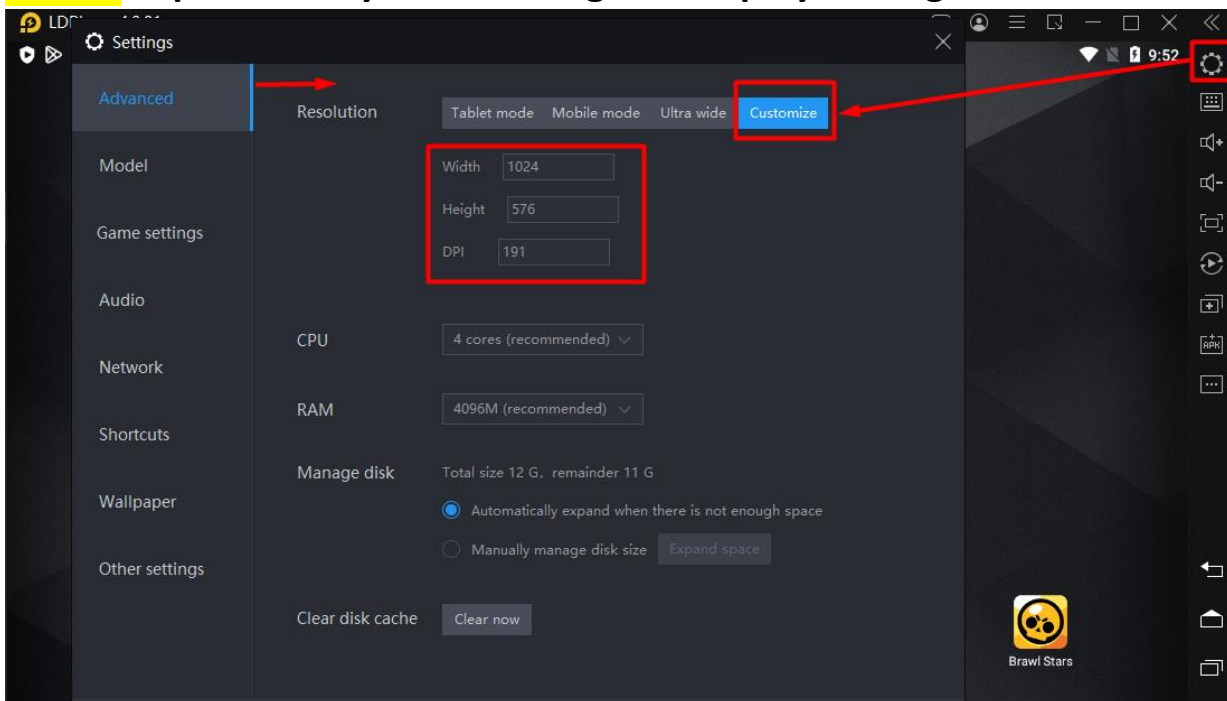 LDP
Settings
9:52
Advanced
Resolution
Tablet mode Mobile mode Ultra wide Customize
Model
Width 1024
Height 576
Game settings
DPI 191
Audio
CPU
4 cores (recommended)
Network
APK
RAM
4096M (recommended)
Shortcuts
Manage disk
Total size 12 G, remainder 11 G
Wallpaper
Automatically expand when there is not enough space
Manually manage disk size Expand space
Other settings
Clear disk cache
Clear now
Brawl Stars